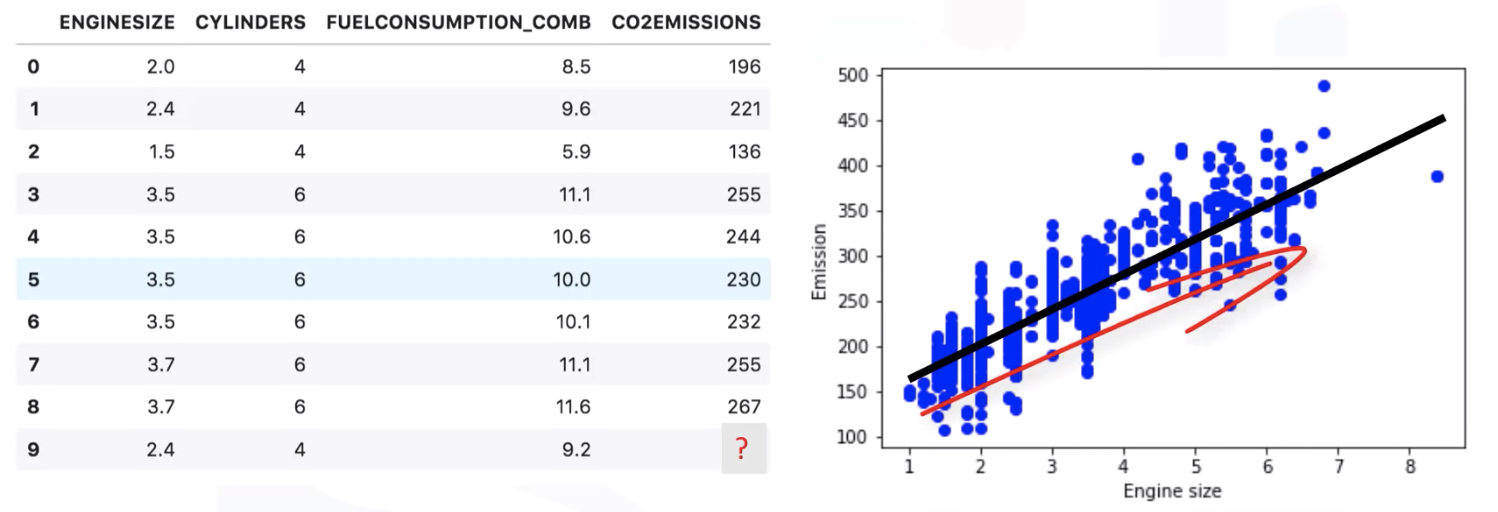 ENGINESIZE CYLINDERS FUELCONSUMPTION_COMB CO2EMISSIONS
0 2.0 4 8.5 196
1 2.4 4 9.6 221
2 1.5 4 5.9 136
3 3.5 6 11.1 255
4 3.5 6 10.6 244
5 3.5 6 10.0 230
6 3.5 6 10.1 232
7 3.7 6 11.1 255
8 3.7 6 11.6 267
9 2.4 4 9.2 ?
500
450
400
350
300
250
200
150
100
Emission
1 2 3 4 5 6 7 8
Engine size